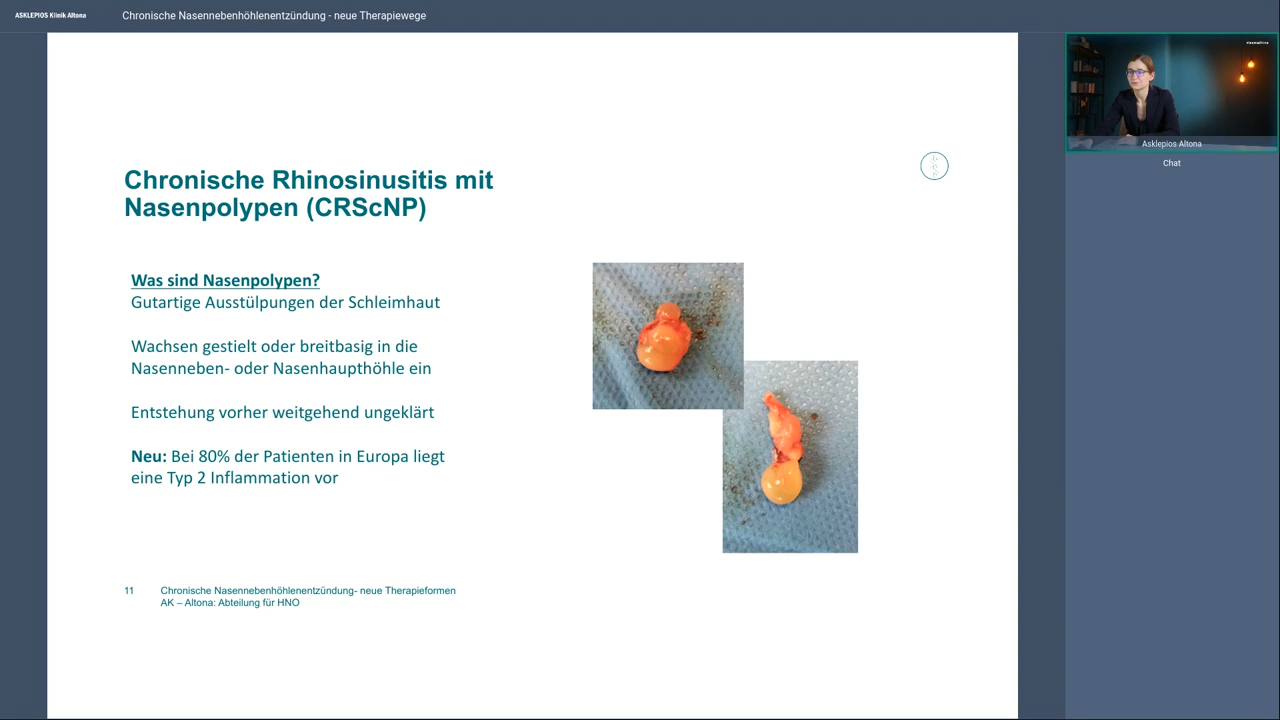 ASKLEPIOS Klinik Altona
Chronische Nasennebenhöhlenentzündung - neue Therapiewege
Chronische Rhinosinusitis mit
Nasenpolypen (CRScNP)
Was sind Nasenpolypen?
Gutartige Ausstülpungen der Schleimhaut
Wachsen gestielt oder breitbasig in die
Nasenneben- oder Nasenhaupthöhle ein
Entstehung vorher weitgehend ungeklärt
Neu: Bei 80% der Patienten in Europa liegt
eine Typ 2 Inflammation vor
11
Chronische Nasennebenhöhlenentzündung- neue Therapieformen
AK – Altona: Abteilung für HNO
Asklepios Altona
Chat